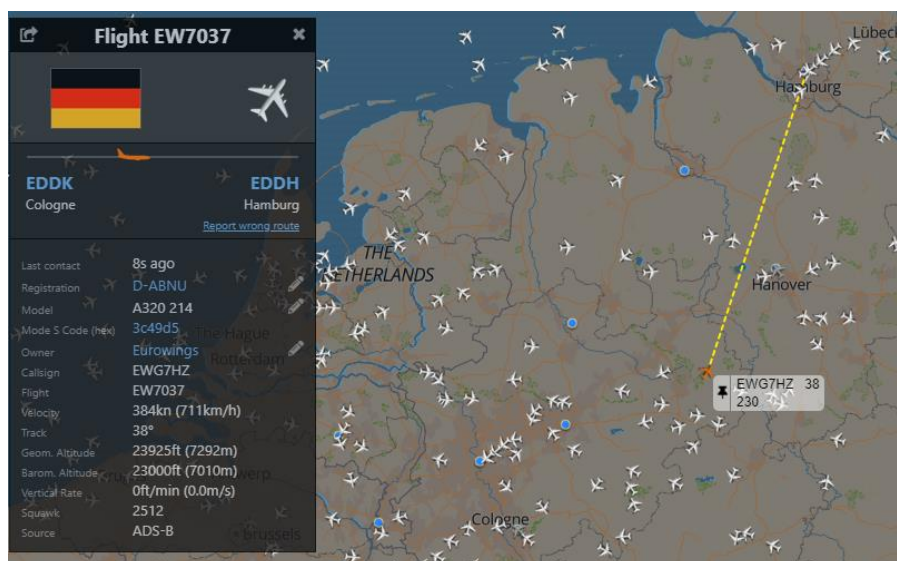 Flight EW7037
EDDK EDDH
Cologne Hamburg
Report wrong route
Last contact 8s ago
Registration D-ABNU
Model A320 214
Mode S Code (hex) 3c49d5
Owner Eurowings
Callsign EWG7HZ
Flight EW7037
Velocity 384kn (711km/h)
Track 38°
Geom. Altitude 23925ft (7292m)
Barom. Altitude 23000ft (7010m)
Vertical Rate 0ft/min (0.0m/s)
Squawk 2512
Source ADS-B
Lübeck
Hamburg
THE
NETHERLANDS
Hanover
The Hague
Rotterdam
EWG7HZ 38
230
Cologne
Brussels